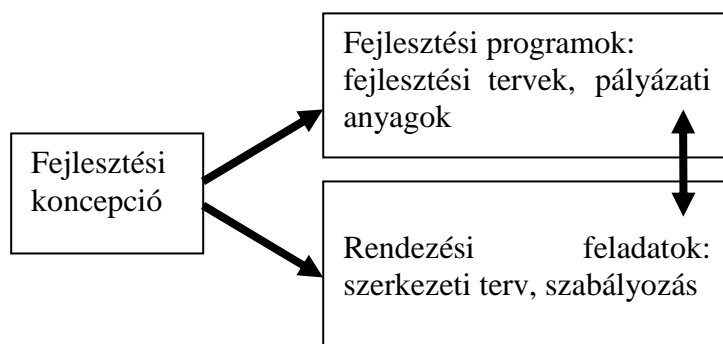 Fejlesztési programok:
fejlesztési tervek, pályázati
anyagok
Fejlesztési
koncepció
Rendezési feladatok:
szerkezeti terv, szabályozás